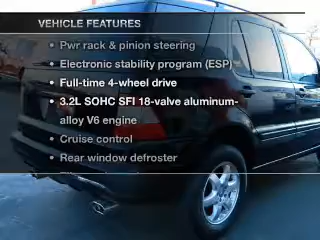 VEHICLE FEATURES
• Pwr rack & pinion steering
• Electronic stability program (ESP)
• Full-time 4-wheel drive
• 3.2L SOHC SFI 18-valve aluminum-
alloy V6 engine
• Cruise control
• Rear window defroster